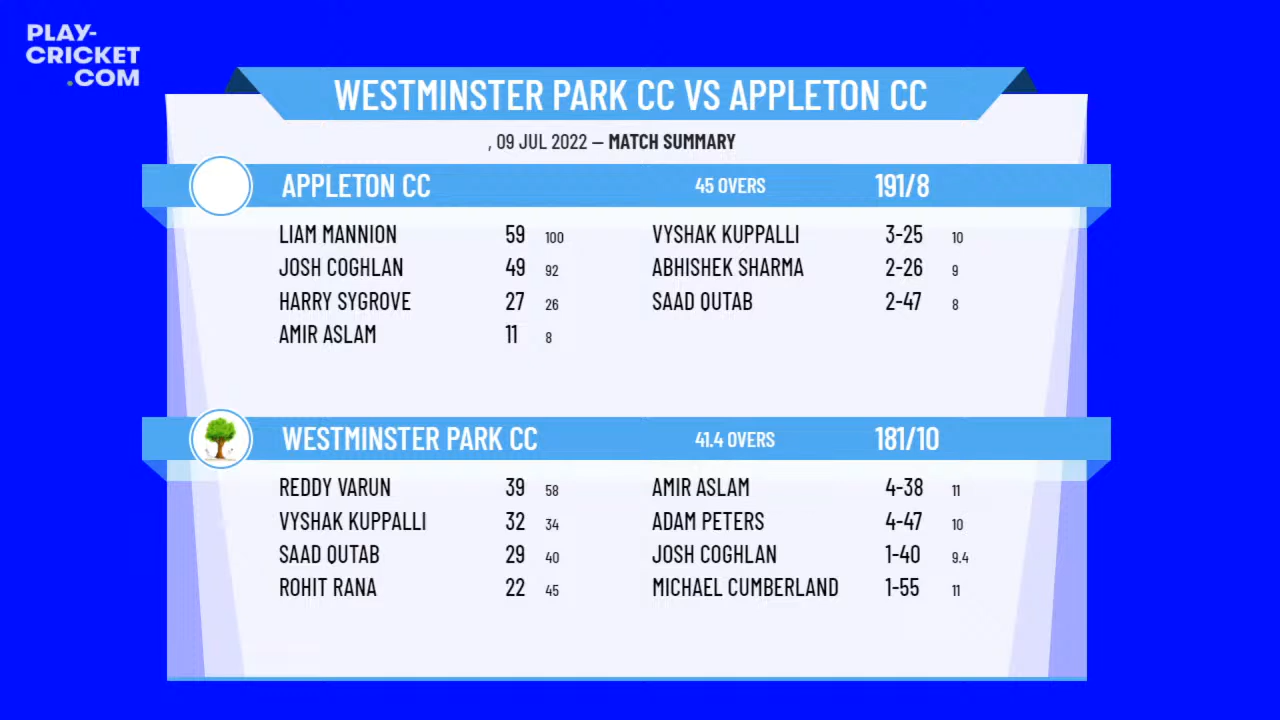 PLAY-
CRICKET
.COM
WESTMINSTER PARK CC VS APPLETON CC
, 09 JUL 2022 – MATCH SUMMARY
APPLETON CC 45 OVERS 191/8
LIAM MANNION 59 100 VYSHAK KUPPALLI 3-25 10
JOSH COGHLAN 49 92 ABHISHEK SHARMA 2-26 9
HARRY SYGROVE 27 26 SAAD QUTAB 2-47 8
AMIR ASLAM 11 8
WESTMINSTER PARK CC 41.4 OVERS 181/10
REDDY VARUN 39 58 AMIR ASLAM 4-38 11
VYSHAK KUPPALLI 32 34 ADAM PETERS 4-47 10
SAAD QUTAB 29 40 JOSH COGHLAN 1-40 9.4
ROHIT RANA 22 45 MICHAEL CUMBERLAND 1-55 11